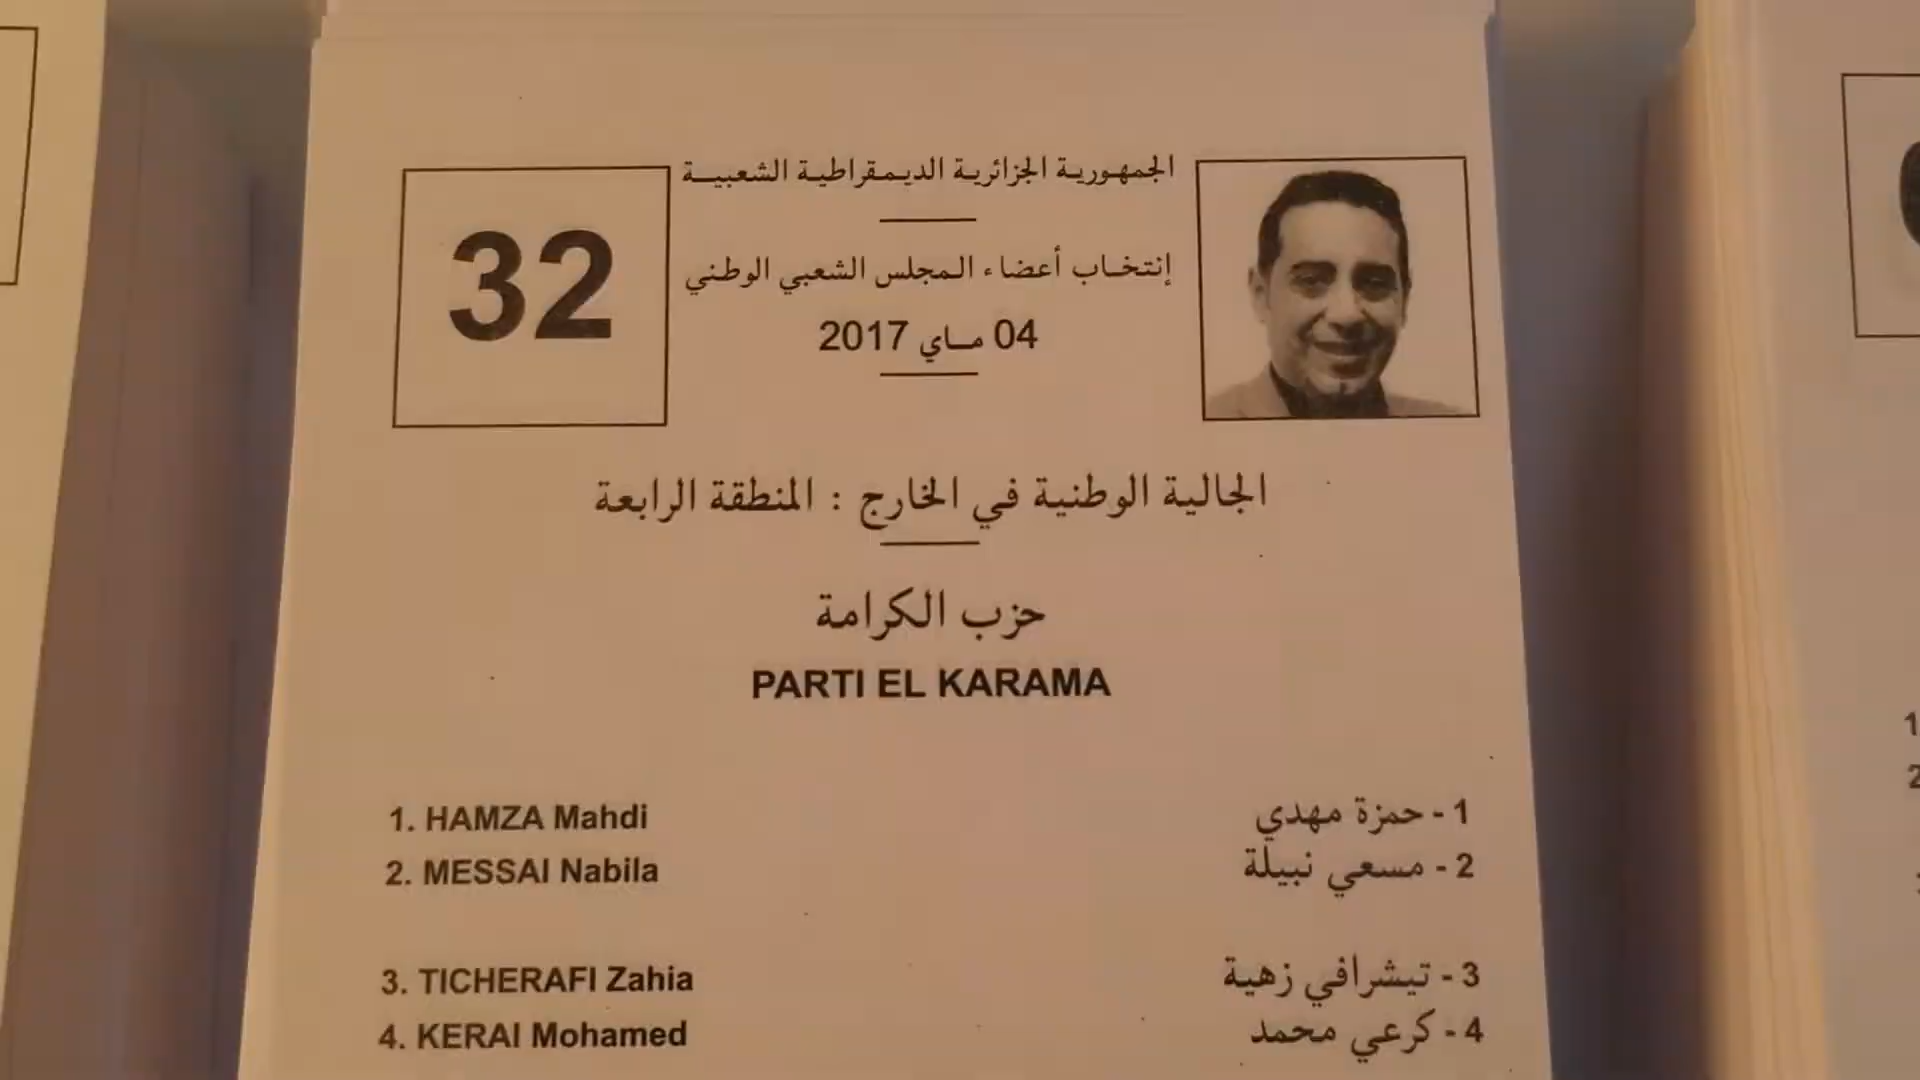 32
الجمهورية الجزائرية الديمقراطية الشعبية
إنتخاب أعضاء المجلس الشعبي الوطني
04 ماي 2017
الجالية الوطنية في الخارج : المنطقة الرابعة
حزب الكرامة
PARTI EL KARAMA
1. HAMZA Mahdi
1 - حمزة مهدي
2. MESSAI Nabila
2 - مسعي نبيلة
3. TICHERAFI Zahia
3 - تيشرافي زهية
4. KERAI Mohamed
4 - كرعي محمد
1
2